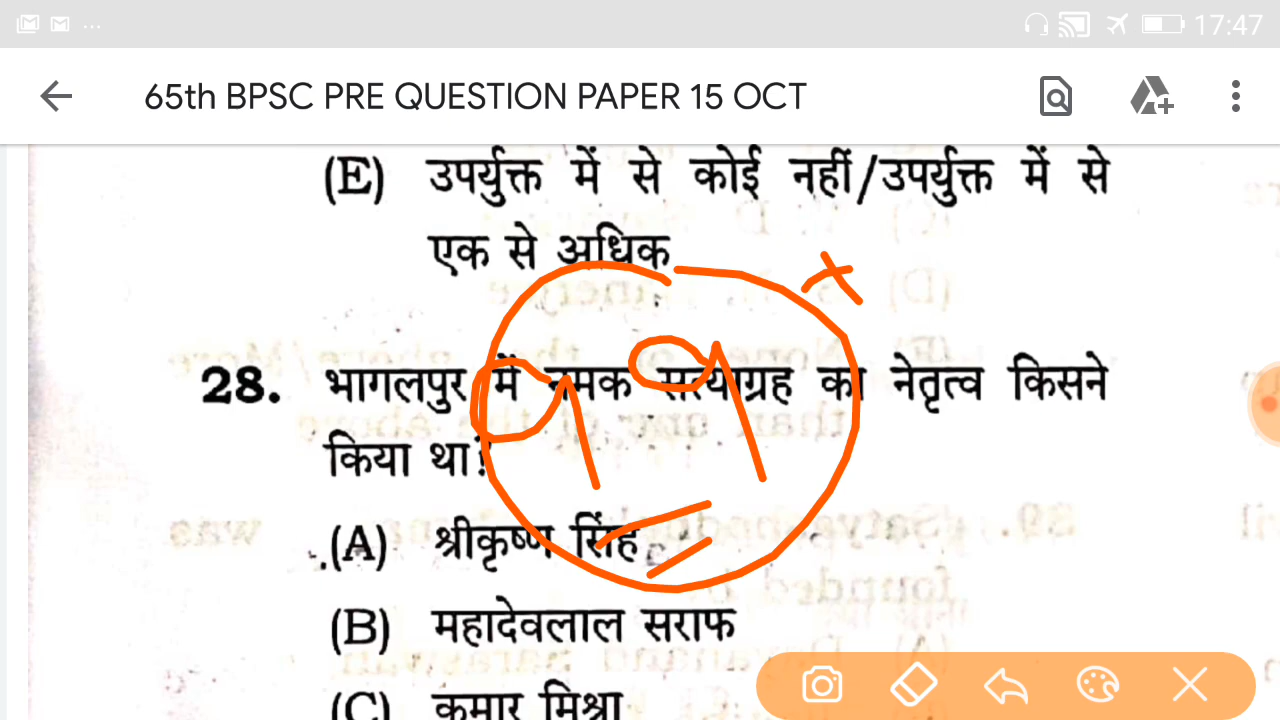 ... 17:47
65th BPSC PRE QUESTION PAPER 15 OCT
(E) उपर्युक्त में से कोई नहीं/उपर्युक्त में से
एक से अधिक
28. भागलपुर में नमक सत्याग्रह का नेतृत्व किसने
किया था?
(A) श्रीकृष्ण सिंह
(B) महादेवलाल सराफ
(C) कुमार मिश्रा
99